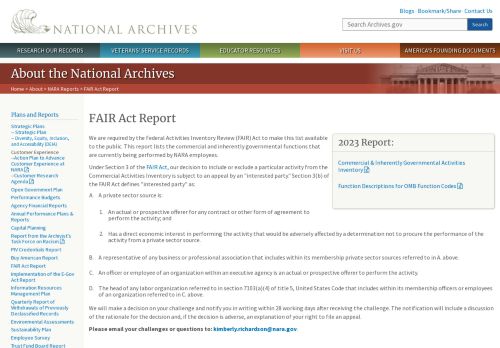 Blogs · Bookmark/Share · Contact Us
NATIONAL ARCHIVES
Search Archives.gov
Search
RESEARCH OUR RECORDS
VETERANS' SERVICE RECORDS
EDUCATOR RESOURCES
VISIT US
AMERICA'S FOUNDING DOCUMENTS
About the National Archives
Home > About > NARA Reports > FAIR Act Report
Plans and Reports
Strategic Plans
– Strategic Plan
– Diversity, Equity, Inclusion, and Accessibility (DEIA)
Customer Experience
–Action Plan to Advance Customer Experience at NARA
–Customer Research Agenda
Open Government Plan
Performance Budgets
Agency Financial Reports
Annual Performance Plans & Reports
Capital Planning
Report from the Archivist's Task Force on Racism
PIV Credentials Report
Buy American Report
FAIR Act Report
Implementation of the E-Gov Act Report
Information Resources Management Plan
Quarterly Report of Withdrawals of Previously Declassified Records
Environmental Assessments
Sustainability Plan
Employee Survey
Trust Fund Board Report
FAIR Act Report
We are required by the Federal Activities Inventory Review (FAIR) Act to make this list available to the public. This report lists the commercial and inherently governmental functions that are currently being performed by NARA employees.
Under Section 3 of the FAIR Act, our decision to include or exclude a particular activity from the Commercial Activities Inventory is subject to an appeal by an "interested party." Section 3(b) of the FAIR Act defines "interested party" as:
A. A private sector source is:
1. An actual or prospective offeror for any contract or other form of agreement to perform the activity; and
2. Has a direct economic interest in performing the activity that would be adversely affected by a determination not to procure the performance of the activity from a private sector source.
B. A representative of any business or professional association that includes within its membership private sector sources referred to in A above.
C. An officer or employee of an organization within an executive agency is an actual or prospective offeror to perform the activity.
D. The head of any labor organization referred to in section 7103(a)(4) of title 5, United States Code that includes within its membership officers or employees of an organization referred to in C above.
We will make a decision on your challenge and notify you in writing within 28 working days after receiving the challenge. The notification will include a discussion of the rationale for the decision and, if the decision is adverse, an explanation of your right to file an appeal.
Please email your challenges or questions to: kimberly.richardson@nara.gov
2023 Report:
Commercial & Inherently Governmental Activities Inventory
Function Descriptions for OMB Function Codes